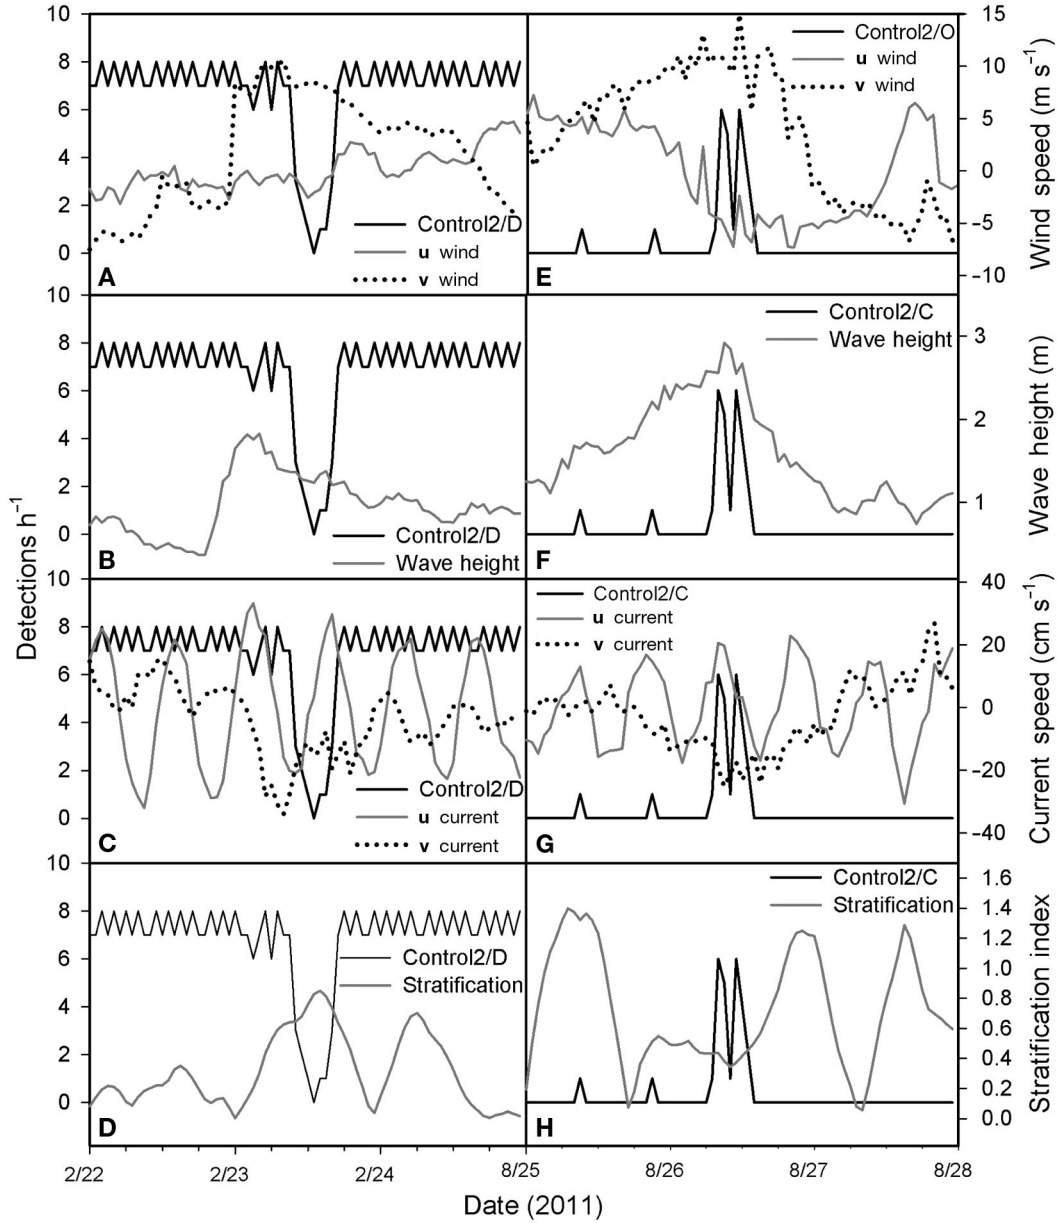 10
8
6
4
2
0
Control2/D
u wind
v wind
A
Control2/O
u wind
v wind
E
15
10
5
0
−5
−10
Wind speed (m s−1)
10
8
6
4
2
0
Control2/D
Wave height
B
Control2/C
Wave height
F
3
2
1
Wave height (m)
Detections h−1
10
8
6
4
2
0
Control2/D
u current
v current
C
Control2/C
u current
v current
G
40
20
0
−20
−40
Current speed (cm s−1)
10
8
6
4
2
0
Control2/D
Stratification
D
Control2/C
Stratification
H
1.6
1.4
1.2
1.0
0.8
0.6
0.4
0.2
0.0
Stratification index
2/22
2/23
2/24
8/25
8/26
8/27
8/28
Date (2011)